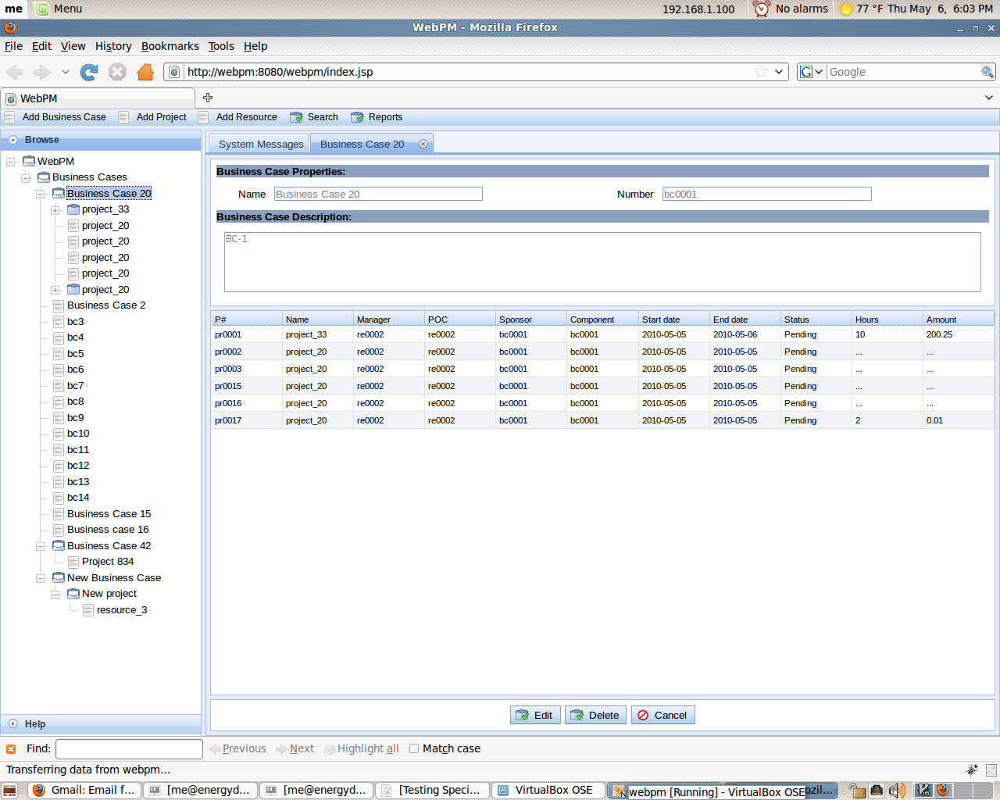 me Menu 192.168.1.100 No alarms 77 °F Thu May 6, 6:03 PM
WebPM - Mozilla Firefox
File Edit View History Bookmarks Tools Help
http://webpm:8080/webpm/index.jsp Google
WebPM
Add Business Case Add Project Add Resource Search Reports
Browse
WebPM
Business Cases
Business Case 20
project_33
project_20
project_20
project_20
project_20
project_20
Business Case 2
bc3
bc4
bc5
bc6
bc7
bc8
bc9
bc10
bc11
bc12
bc13
bc14
Business Case 15
Business case 16
Business Case 42
Project 834
New Business Case
New project
resource_3
Help
System Messages Business Case 20
Business Case Properties:
Name Business Case 20 Number bc0001
Business Case Description:
BC-1
P# Name Manager POC Sponsor Component Start date End date Status Hours Amount
pr0001 project_33 re0002 re0002 bc0001 bc0001 2010-05-05 2010-05-06 Pending 10 200.25
pr0002 project_20 re0002 re0002 bc0001 bc0001 2010-05-05 2010-05-05 Pending ... ...
pr0003 project_20 re0002 re0002 bc0001 bc0001 2010-05-05 2010-05-05 Pending ... ...
pr0015 project_20 re0002 re0002 bc0001 bc0001 2010-05-05 2010-05-05 Pending ... ...
pr0016 project_20 re0002 re0002 bc0001 bc0001 2010-05-05 2010-05-05 Pending ... ...
pr0017 project_20 re0002 re0002 bc0001 bc0001 2010-05-05 2010-05-05 Pending 2 0.01
Edit Delete Cancel
Find: Previous Next Highlight all Match case
Transferring data from webpm...
Gmail: Email f... [me@energyd... [me@energyd... [Testing Speci... VirtualBox OSE webpm [Running] - VirtualBox OSE ozil...